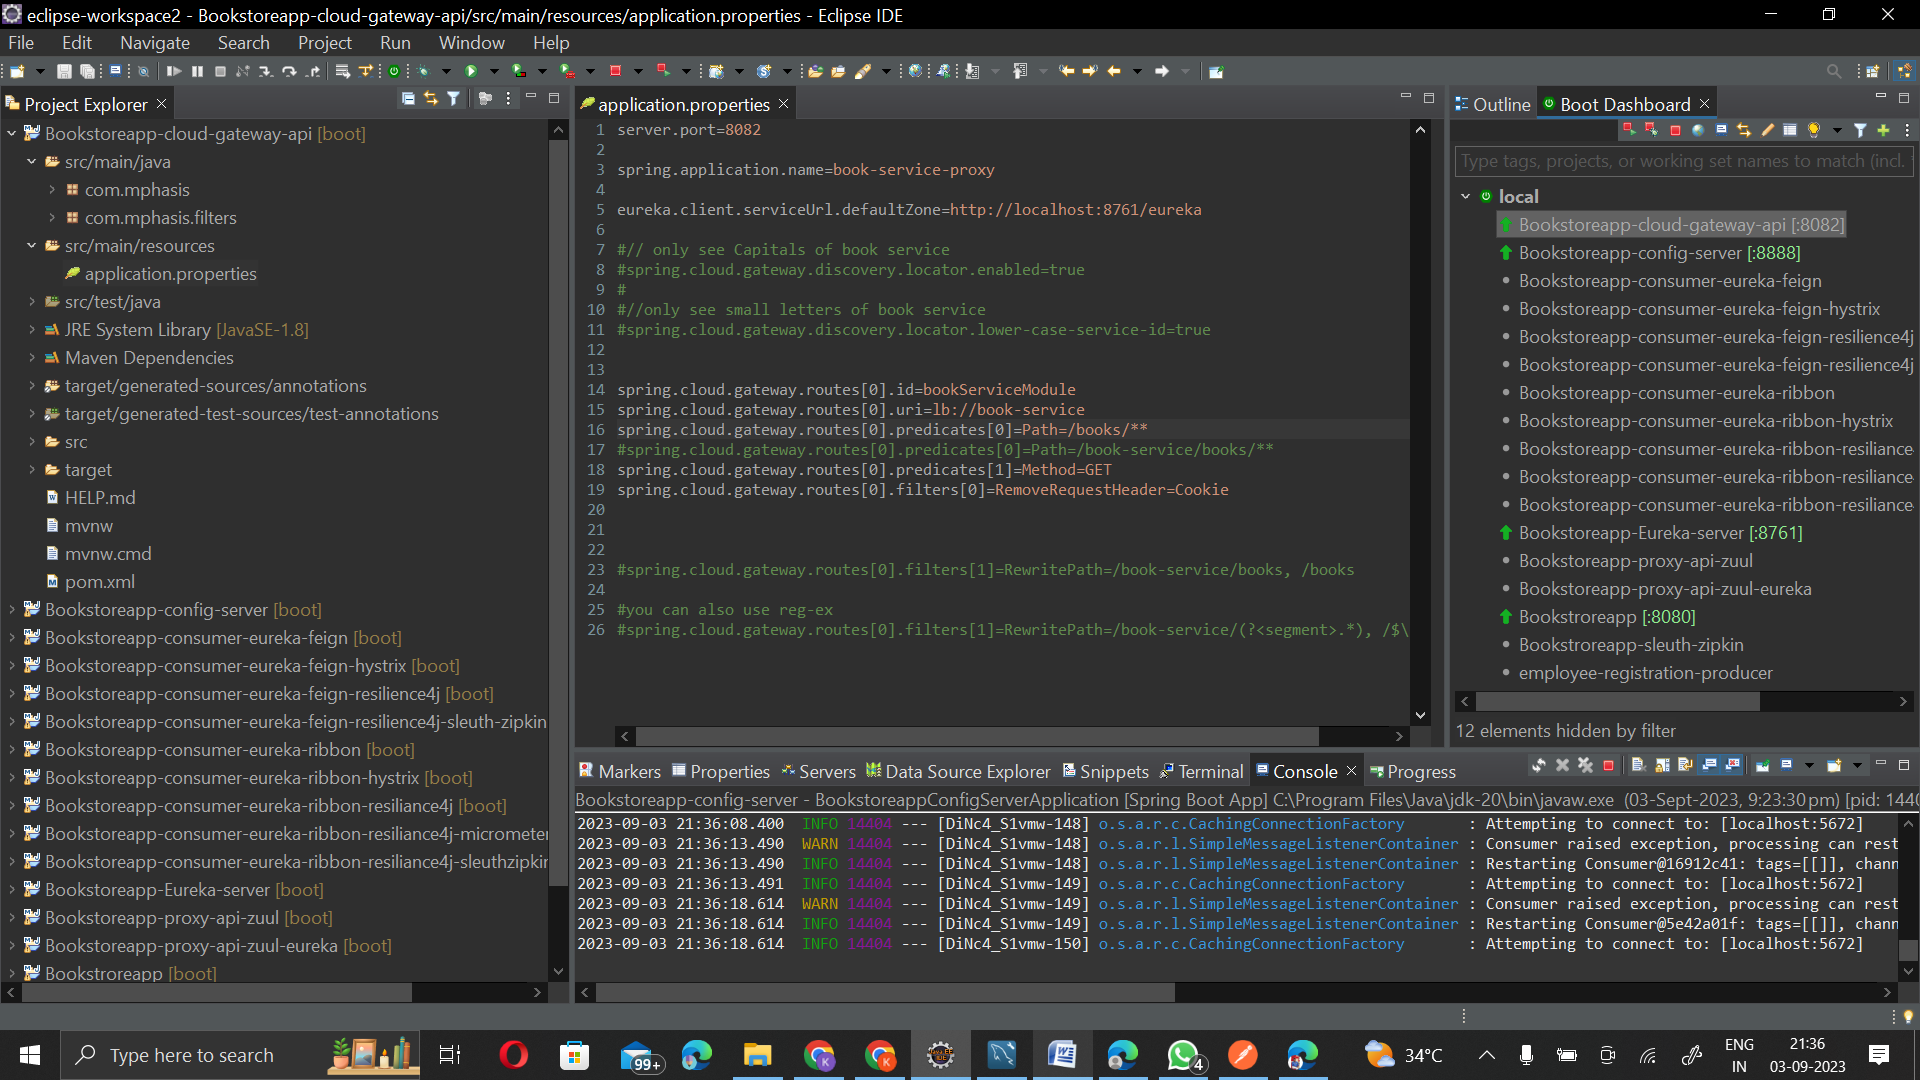 eclipse-workspace2 - Bookstoreapp-cloud-gateway-api/src/main/resources/application.properties - Eclipse IDE
File Edit Navigate Search Project Run Window Help
Project Explorer
Bookstoreapp-cloud-gateway-api [boot]
src/main/java
com.mphasis
com.mphasis.filters
src/main/resources
application.properties
src/test/java
JRE System Library [JavaSE-1.8]
Maven Dependencies
target/generated-sources/annotations
target/generated-test-sources/test-annotations
src
target
HELP.md
mvnw
mvnw.cmd
pom.xml
Bookstoreapp-config-server [boot]
Bookstoreapp-consumer-eureka-feign [boot]
Bookstoreapp-consumer-eureka-feign-hystrix [boot]
Bookstoreapp-consumer-eureka-feign-resilience4j [boot]
Bookstoreapp-consumer-eureka-feign-resilience4j-sleuth-zipkin
Bookstoreapp-consumer-eureka-ribbon [boot]
Bookstoreapp-consumer-eureka-ribbon-hystrix [boot]
Bookstoreapp-consumer-eureka-ribbon-resiliance4j [boot]
Bookstoreapp-consumer-eureka-ribbon-resiliance4j-micrometer
Bookstoreapp-consumer-eureka-ribbon-resiliance4j-sleuthzipkin
Bookstoreapp-Eureka-server [boot]
Bookstoreapp-proxy-api-zuul [boot]
Bookstoreapp-proxy-api-zuul-eureka [boot]
Bookstroreapp [boot]
application.properties
1 server.port=8082
2
3 spring.application.name=book-service-proxy
4
5 eureka.client.serviceUrl.defaultZone=http://localhost:8761/eureka
6
7 #// only see Capitals of book service
8 #spring.cloud.gateway.discovery.locator.enabled=true
9 #
10 #//only see small letters of book service
11 #spring.cloud.gateway.discovery.locator.lower-case-service-id=true
12
13
14 spring.cloud.gateway.routes[0].id=bookServiceModule
15 spring.cloud.gateway.routes[0].uri=lb://book-service
16 spring.cloud.gateway.routes[0].predicates[0]=Path=/books/**
17 #spring.cloud.gateway.routes[0].predicates[0]=Path=/book-service/books/**
18 spring.cloud.gateway.routes[0].predicates[1]=Method=GET
19 spring.cloud.gateway.routes[0].filters[0]=RemoveRequestHeader=Cookie
20
21
22
23 #spring.cloud.gateway.routes[0].filters[1]=RewritePath=/book-service/books, /books
24
25 #you can also use reg-ex
26 #spring.cloud.gateway.routes[0].filters[1]=RewritePath=/book-service/(?<segment>.*), /$\
Outline Boot Dashboard
Type tags, projects, or working set names to match (incl.
local
Bookstoreapp-cloud-gateway-api [:8082]
Bookstoreapp-config-server [:8888]
Bookstoreapp-consumer-eureka-feign
Bookstoreapp-consumer-eureka-feign-hystrix
Bookstoreapp-consumer-eureka-feign-resilience4j
Bookstoreapp-consumer-eureka-feign-resilience4j
Bookstoreapp-consumer-eureka-ribbon
Bookstoreapp-consumer-eureka-ribbon-hystrix
Bookstoreapp-consumer-eureka-ribbon-resiliance
Bookstoreapp-consumer-eureka-ribbon-resiliance
Bookstoreapp-consumer-eureka-ribbon-resiliance
Bookstoreapp-Eureka-server [:8761]
Bookstoreapp-proxy-api-zuul
Bookstoreapp-proxy-api-zuul-eureka
Bookstroreapp [:8080]
Bookstroreapp-sleuth-zipkin
employee-registration-producer
12 elements hidden by filter
Markers Properties Servers Data Source Explorer Snippets Terminal Console Progress
Bookstoreapp-config-server - BookstoreappConfigServerApplication [Spring Boot App] C:\Program Files\Java\jdk-20\bin\javaw.exe (03-Sept-2023, 9:23:30 pm) [pid: 1440
2023-09-03 21:36:08.400 INFO 14404 --- [DiNc4_S1vmw-148] o.s.a.r.c.CachingConnectionFactory : Attempting to connect to: [localhost:5672]
2023-09-03 21:36:13.490 WARN 14404 --- [DiNc4_S1vmw-148] o.s.a.r.l.SimpleMessageListenerContainer : Consumer raised exception, processing can rest
2023-09-03 21:36:13.490 INFO 14404 --- [DiNc4_S1vmw-148] o.s.a.r.l.SimpleMessageListenerContainer : Restarting Consumer@16912c41: tags=[[]], chann
2023-09-03 21:36:13.491 INFO 14404 --- [DiNc4_S1vmw-149] o.s.a.r.c.CachingConnectionFactory : Attempting to connect to: [localhost:5672]
2023-09-03 21:36:18.614 WARN 14404 --- [DiNc4_S1vmw-149] o.s.a.r.l.SimpleMessageListenerContainer : Consumer raised exception, processing can rest
2023-09-03 21:36:18.614 INFO 14404 --- [DiNc4_S1vmw-149] o.s.a.r.l.SimpleMessageListenerContainer : Restarting Consumer@5e42a01f: tags=[[]], chann
2023-09-03 21:36:18.614 INFO 14404 --- [DiNc4_S1vmw-150] o.s.a.r.c.CachingConnectionFactory : Attempting to connect to: [localhost:5672]
Type here to search
99+
4
34°C
ENG
IN
21:36
03-09-2023